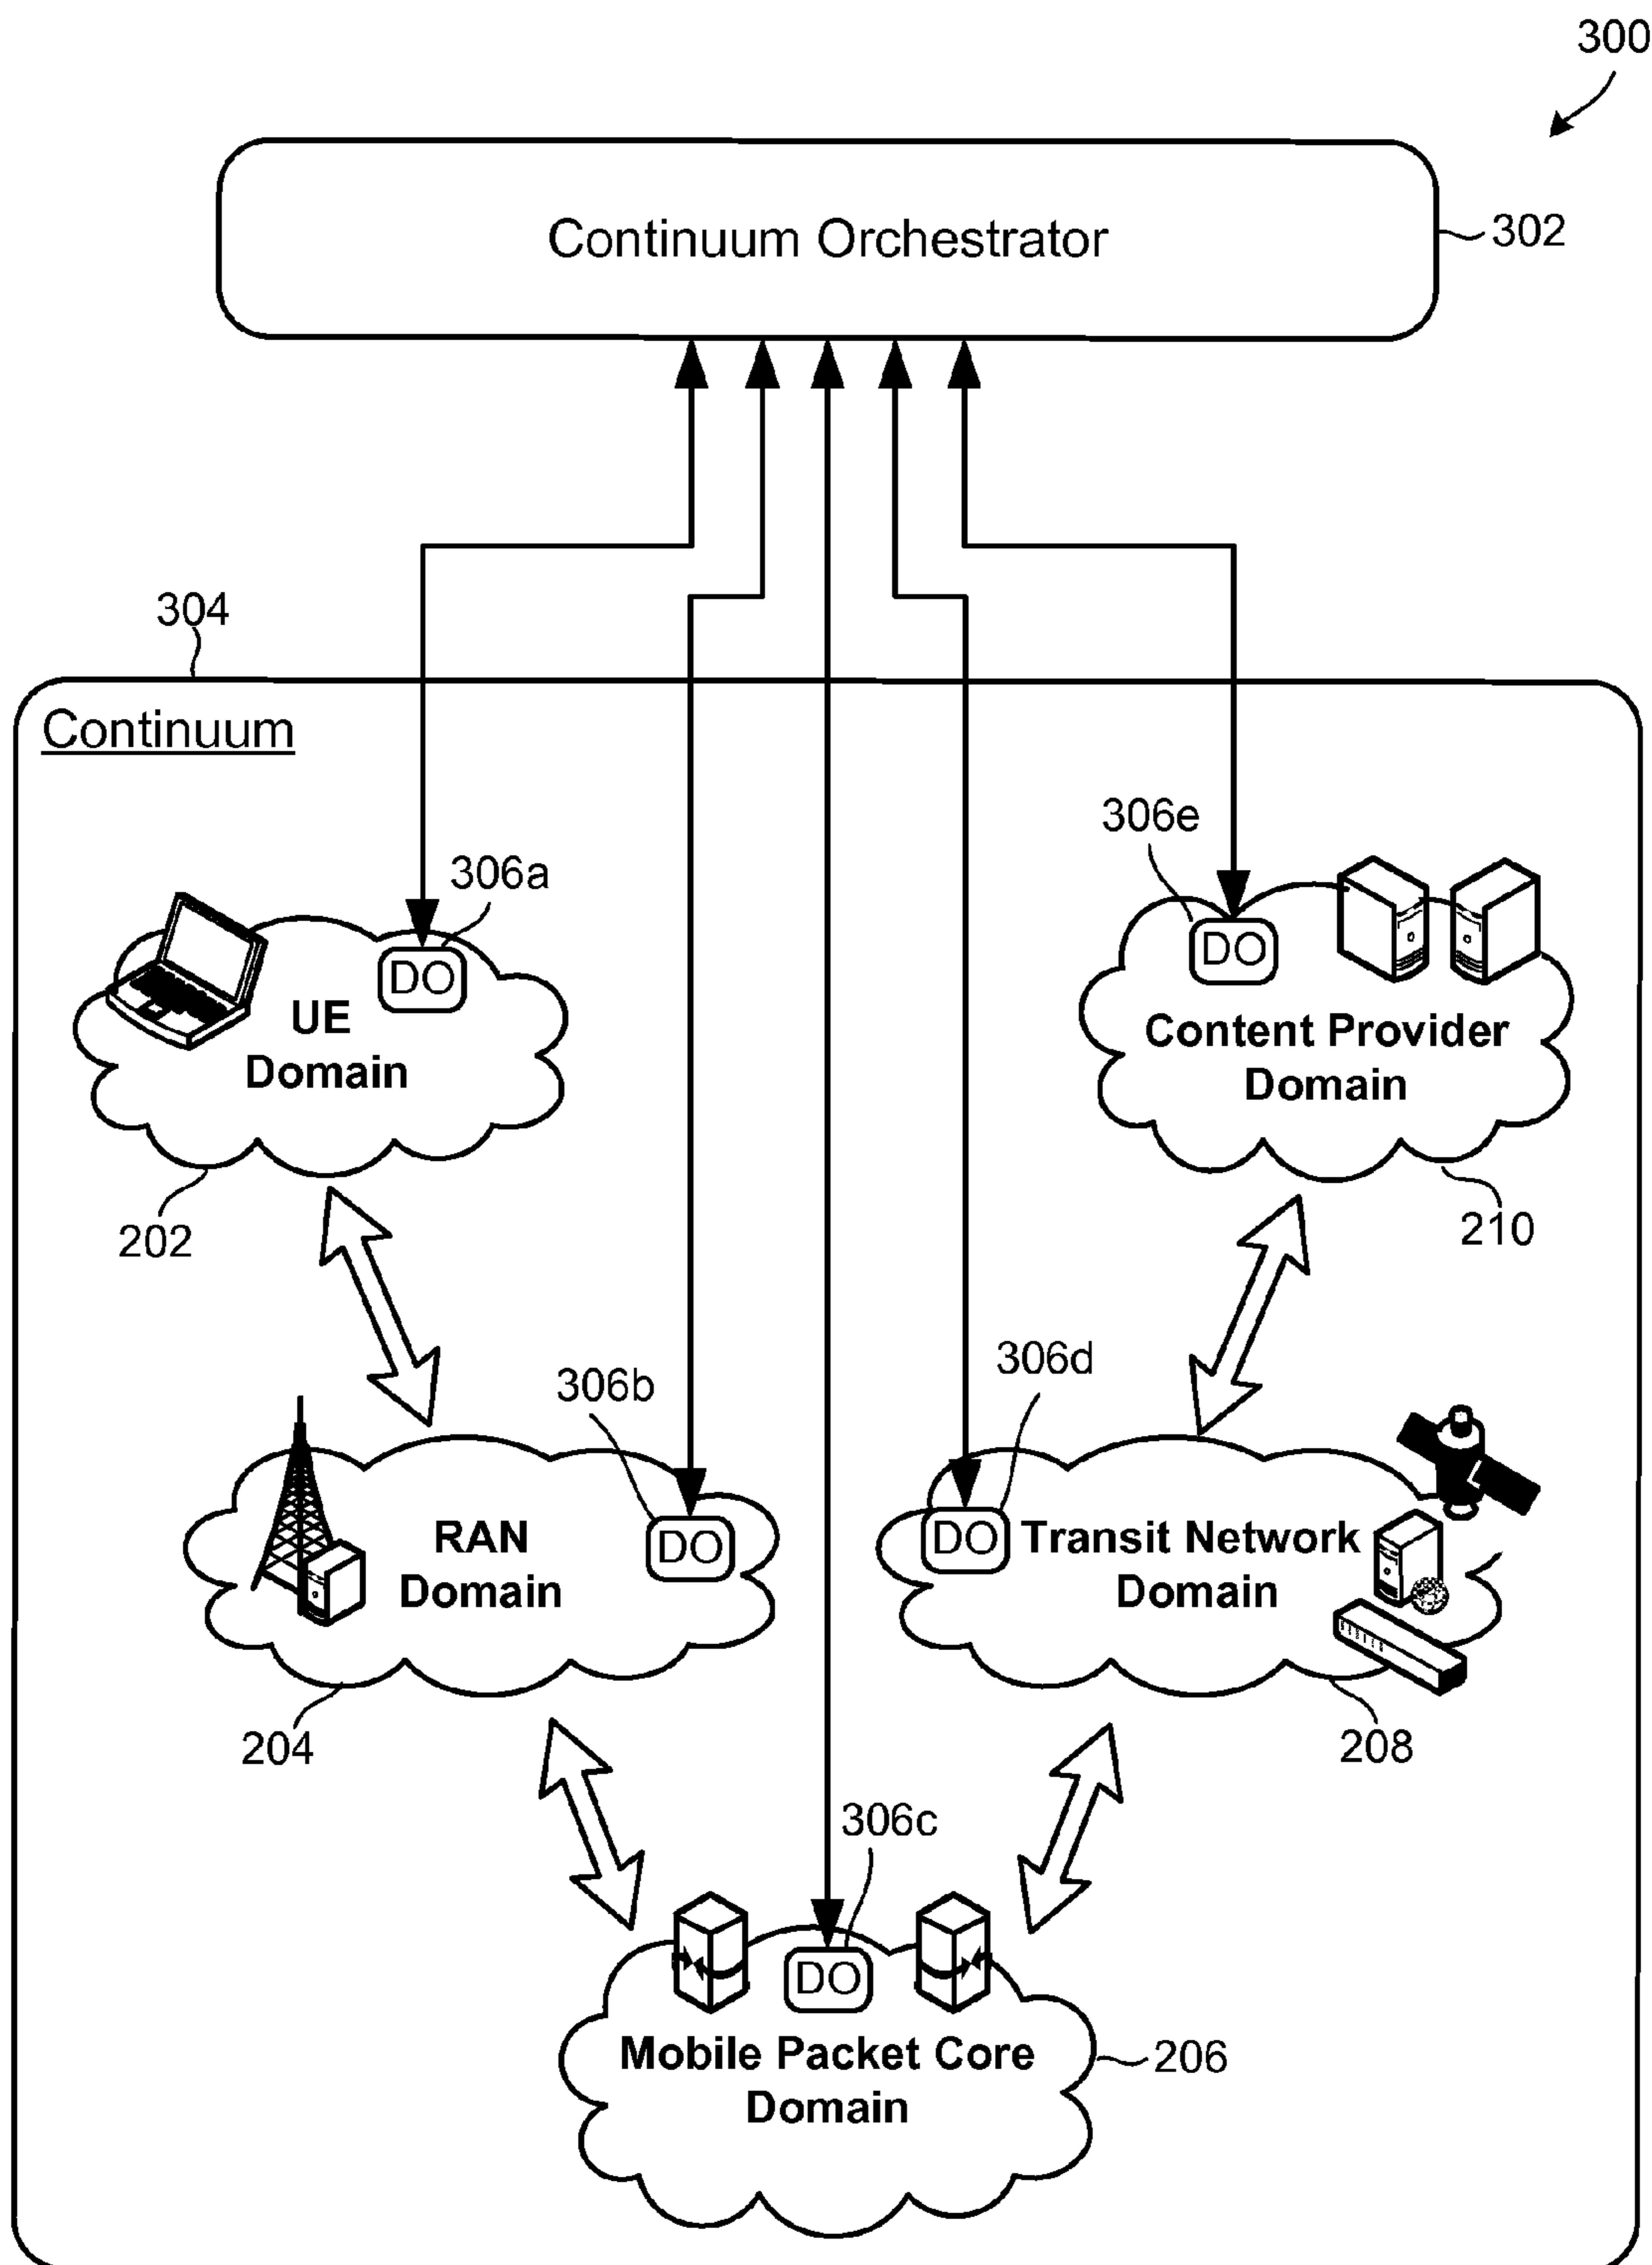 300
Continuum Orchestrator
302
304
Continuum
306e
306a
DO
DO
UE
Domain
Content Provider
Domain
202
210
306b
306d
RAN
Domain
DO
DO
Transit Network
Domain
204
208
306c
DO
Mobile Packet Core
Domain
206